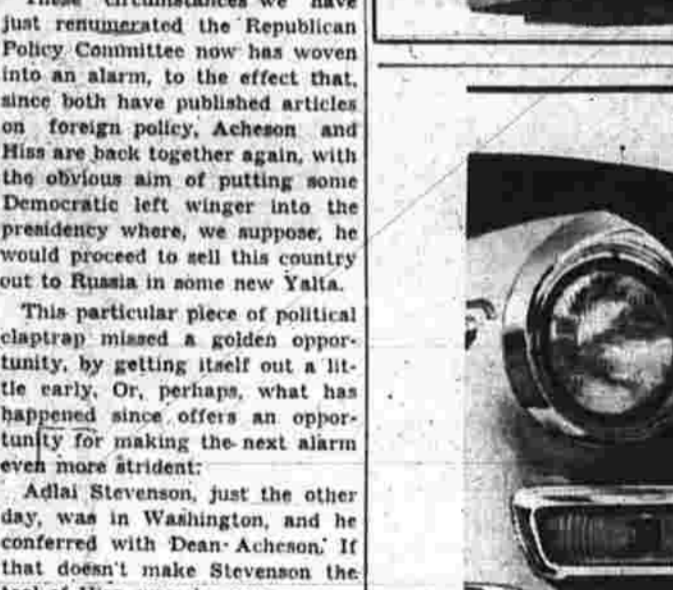 These circumstances we have
just renumerated the Republican
Policy Committee now has woven
into an alarm, to the effect that,
since both have published articles
on foreign policy, Acheson and
Hiss are back together again, with
the obvious aim of putting some
Democratic left winger into the
presidency where, we suppose, he
would proceed to sell this country
out to Russia in some new Yalta.
This particular piece of political
claptrap missed a golden oppor-
tunity, by getting itself out a lit-
tle early. Or, perhaps, what has
happened since offers an oppor-
tunity for making the next alarm
even more strident:
Adlai Stevenson, just the other
day, was in Washington, and he
conferred with Dean Acheson. If
that doesn't make Stevenson the